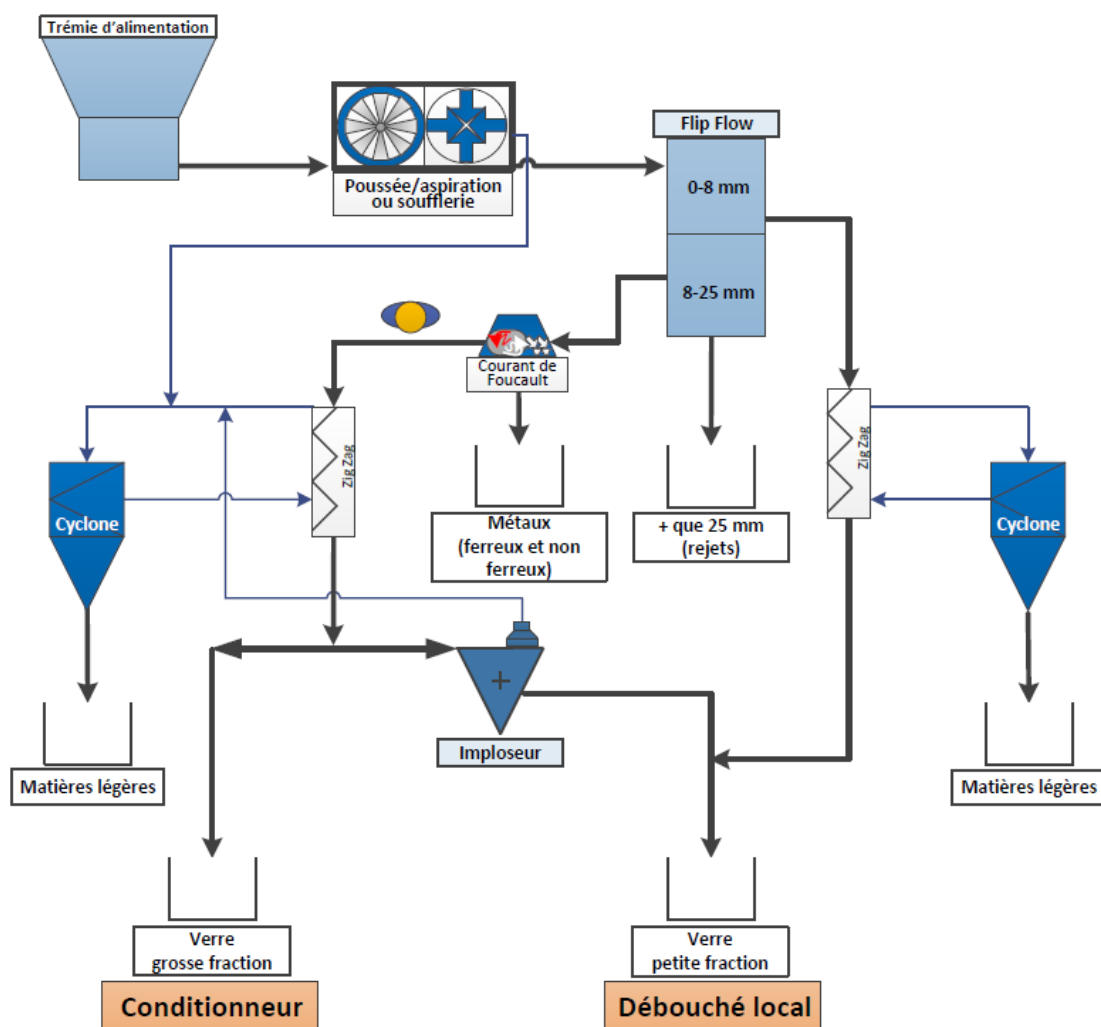 Trémie d'alimentation
Poussée/aspiration
ou soufflerie
Flip Flow
0-8 mm
8-25 mm
Courant de
Foucault
Zig Zag
Zig Zag
Cyclone
Cyclone
Métaux
(ferreux et non
ferreux)
+ que 25 mm
(rejets)
Imploseur
Matières légères
Matières légères
Verre
grosse fraction
Verre
petite fraction
Conditionneur
Débouché local